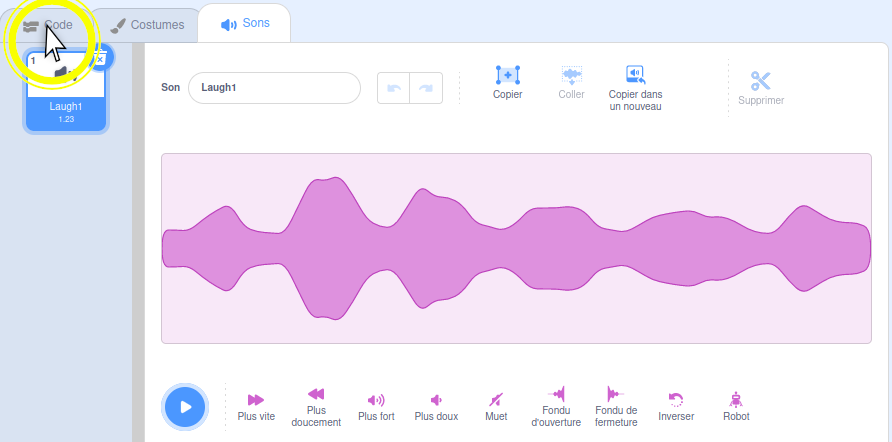 Code
Costumes
Sons
1
Laugh1
1.23
Son
Laugh1
Copier
Coller
Copier dans
un nouveau
Supprimer
Plus vite
Plus
doucement
Plus fort
Plus doux
Muet
Fondu
d'ouverture
Fondu de
fermeture
Inverser
Robot